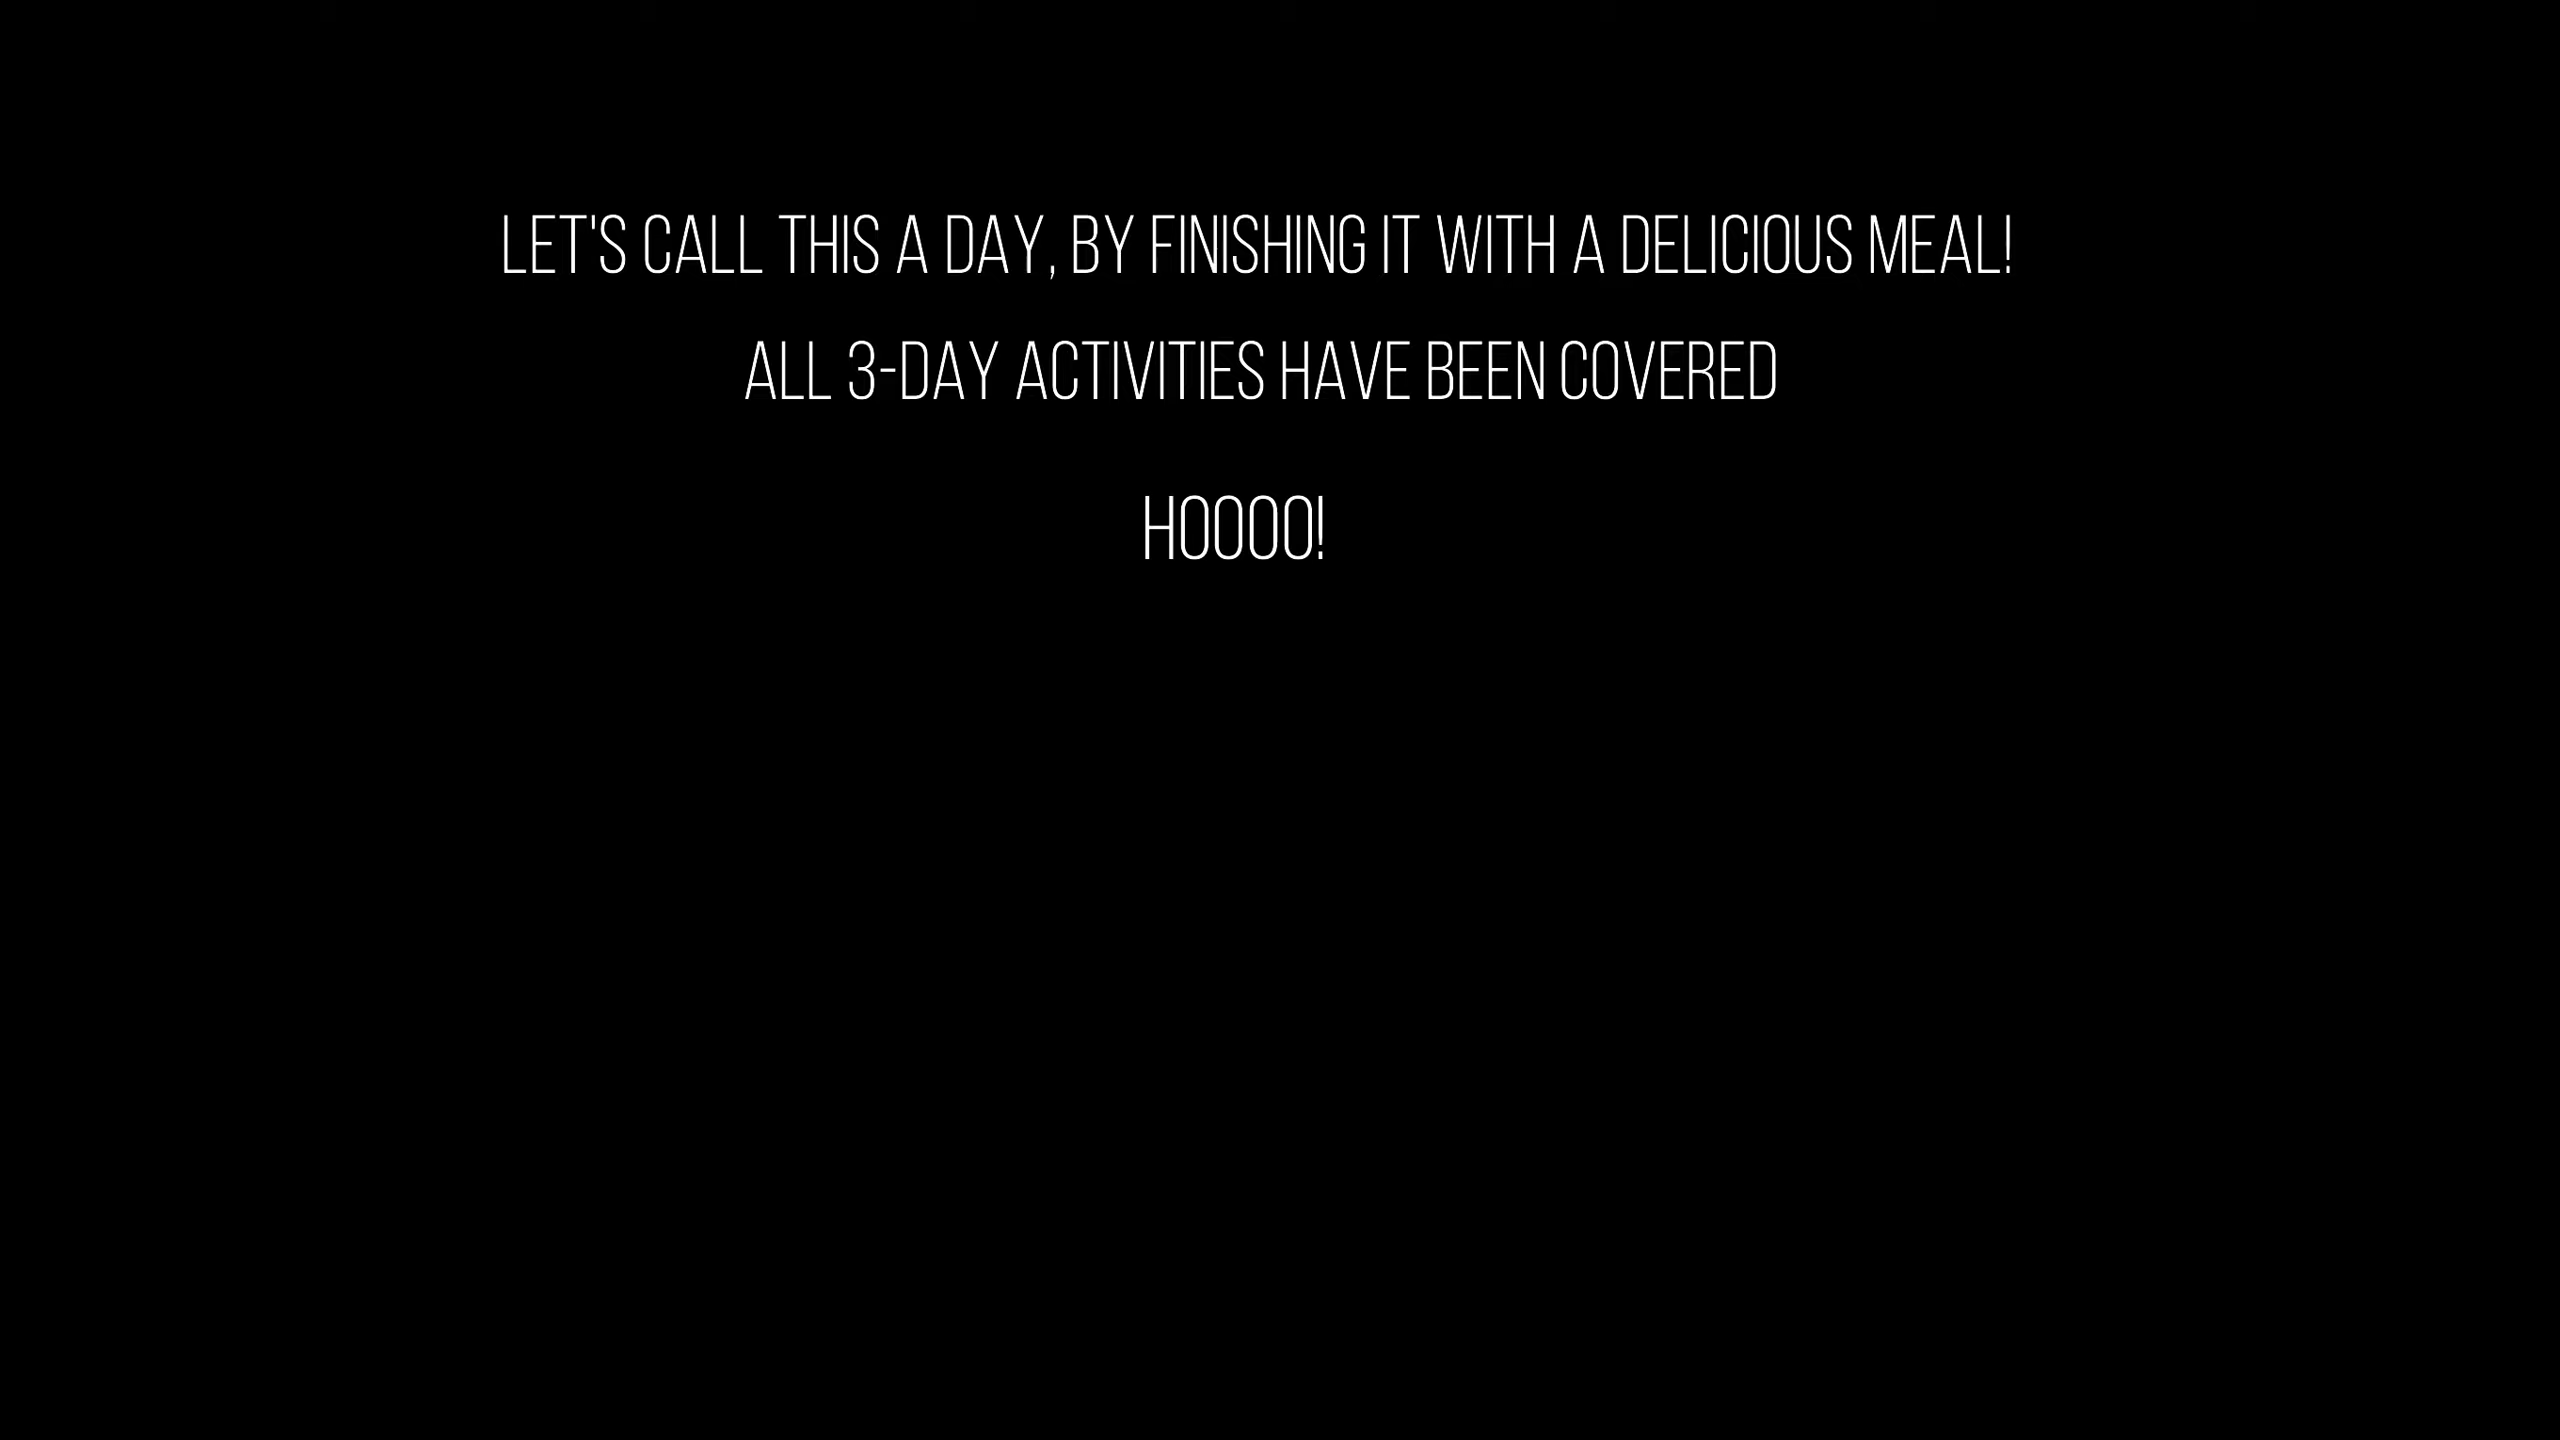 LET'S CALL THIS A DAY, BY FINISHING IT WITH A DELICIOUS MEAL!
ALL 3-DAY ACTIVITIES HAVE BEEN COVERED
HOOOO!